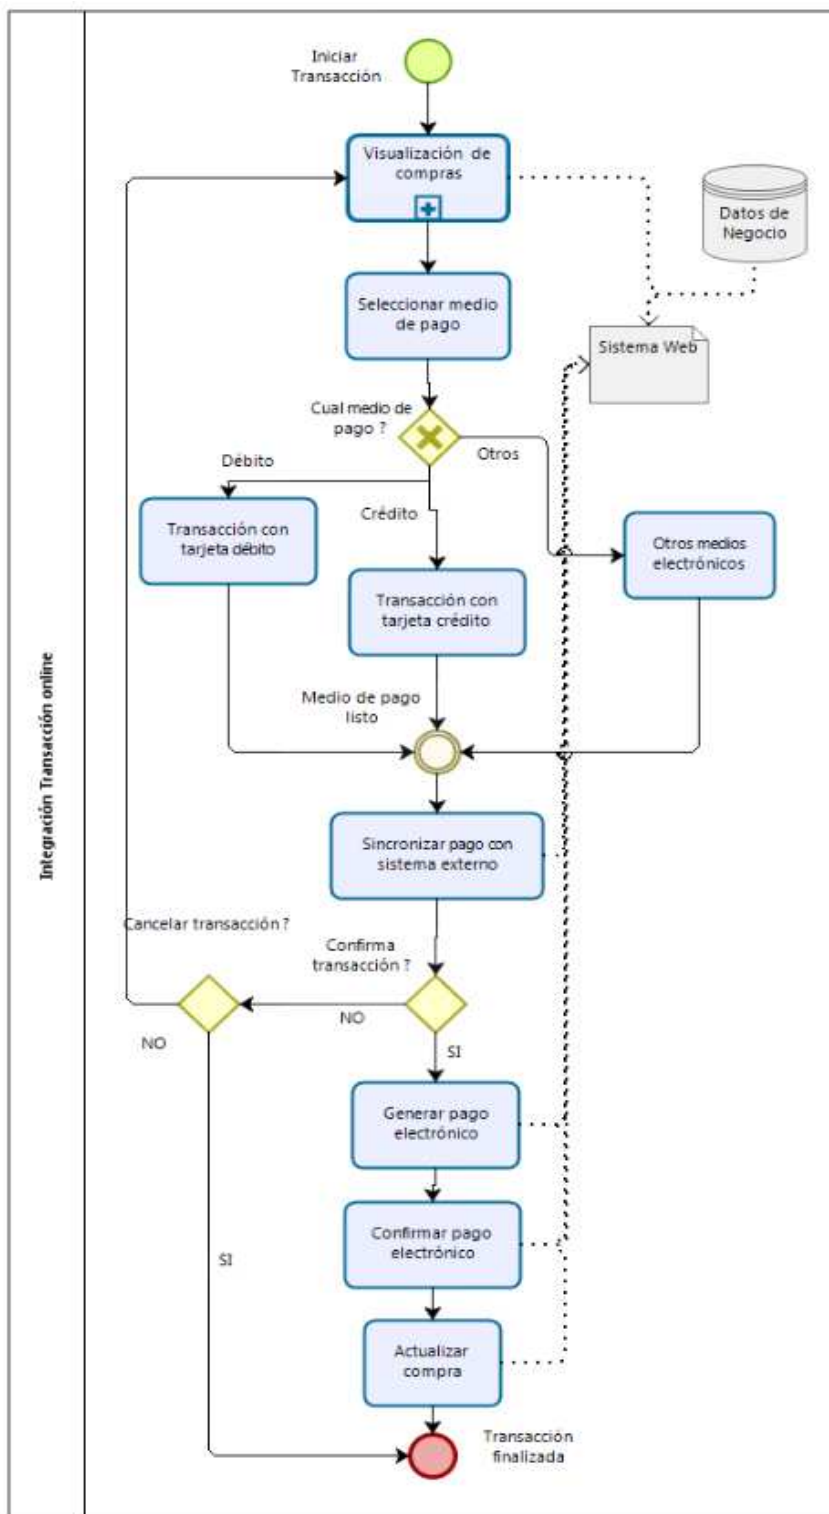 Iniciar
Transacción
Visualización de
compras
Datos de
Negocio
Seleccionar medio
de pago
Sistema Web
Cual medio de
pago ?
Otros
Débito
Crédito
Transacción con
tarjeta débito
Otros medios
electrónicos
Transacción con
tarjeta crédito
Medio de pago
listo
Sincronizar pago con
sistema externo
Integración Transacción online
Cancelar transacción ?
Confirma
transacción ?
NO
NO
SI
Generar pago
electrónico
Confirmar pago
electrónico
SI
Actualizar
compra
Transacción
finalizada